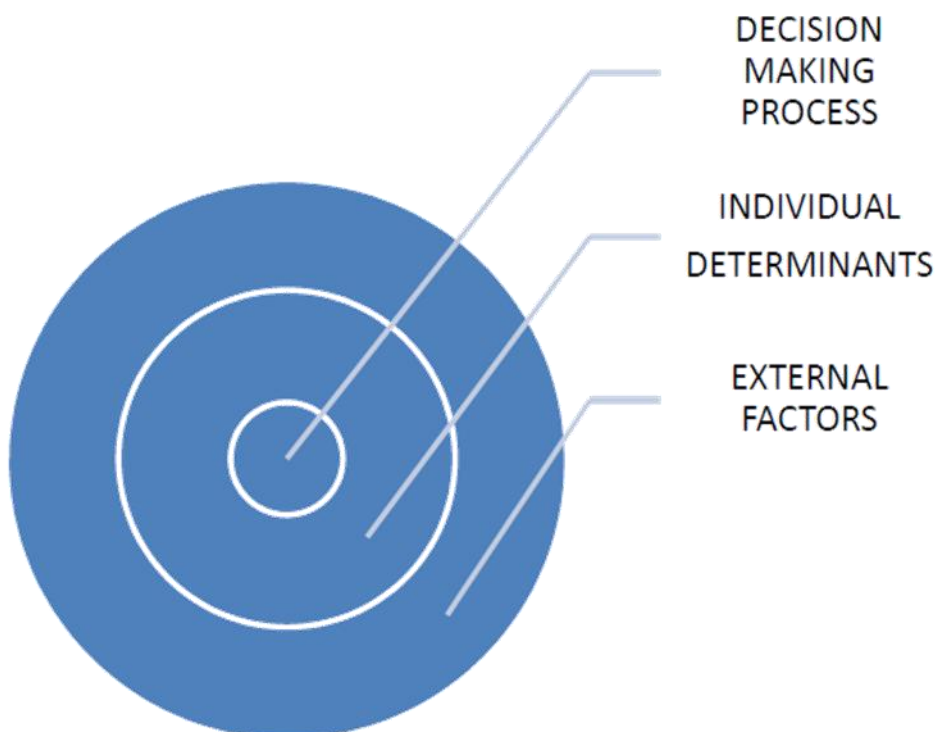 DECISION
MAKING
PROCESS
INDIVIDUAL
DETERMINANTS
EXTERNAL
FACTORS